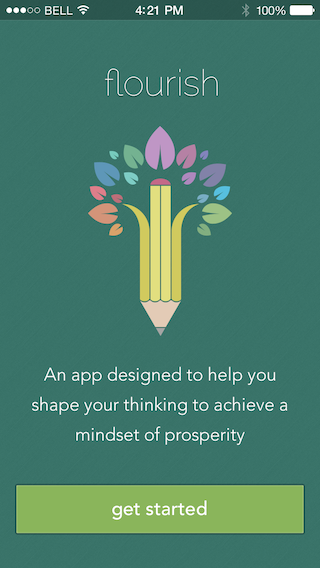 BELL 4:21 PM 100%
flourish
An app designed to help you
shape your thinking to achieve a
mindset of prosperity
get started